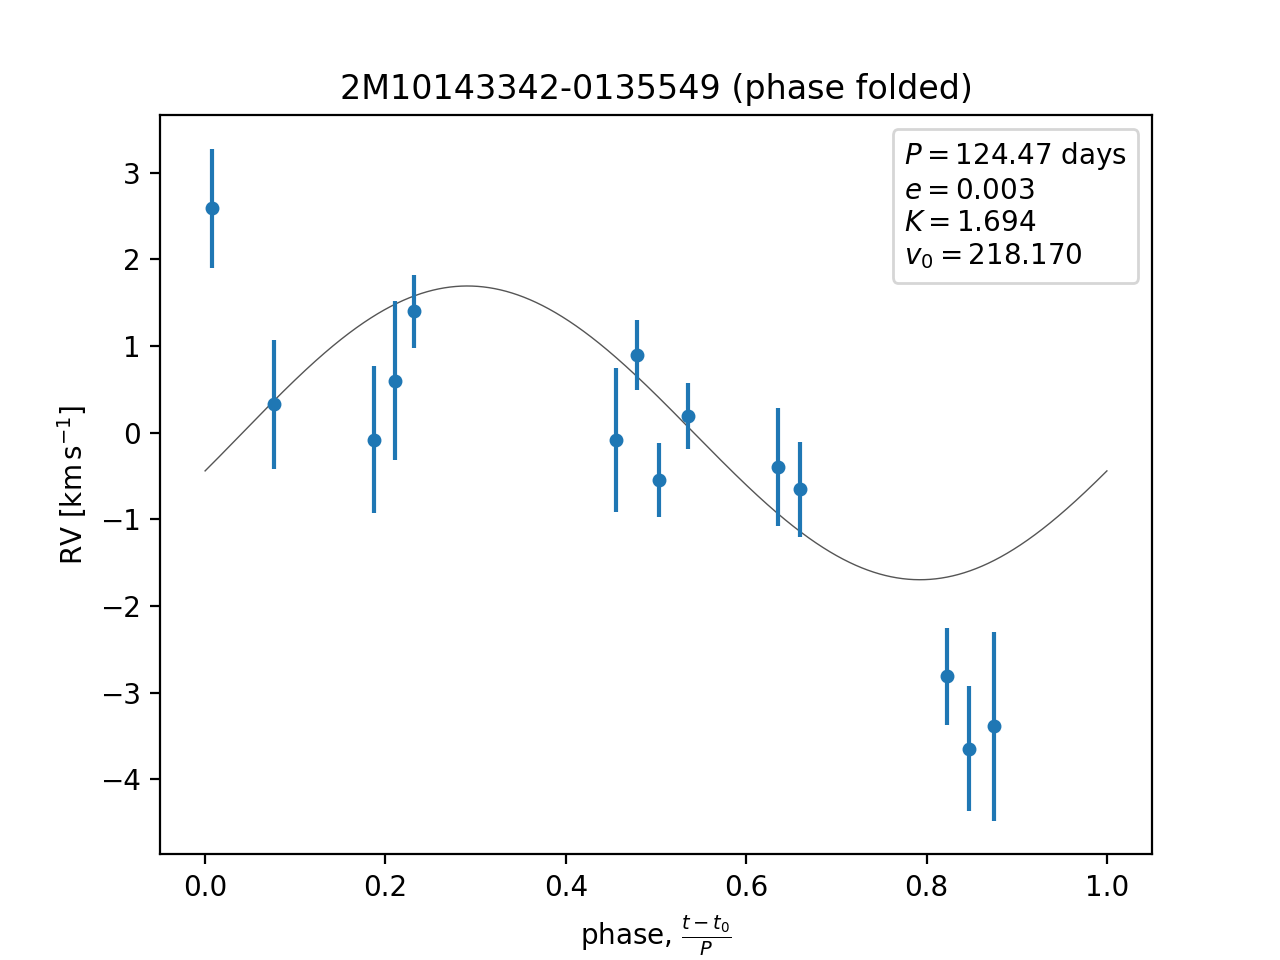 2M10143342-0135549 (phase folded)
P = 124.47 days
e = 0.003
K = 1.694
v₀ = 218.170
3
2
1
0
−1
−2
−3
−4
RV [km s⁻¹]
0.0 0.2 0.4 0.6 0.8 1.0
phase, (t − t₀)/P